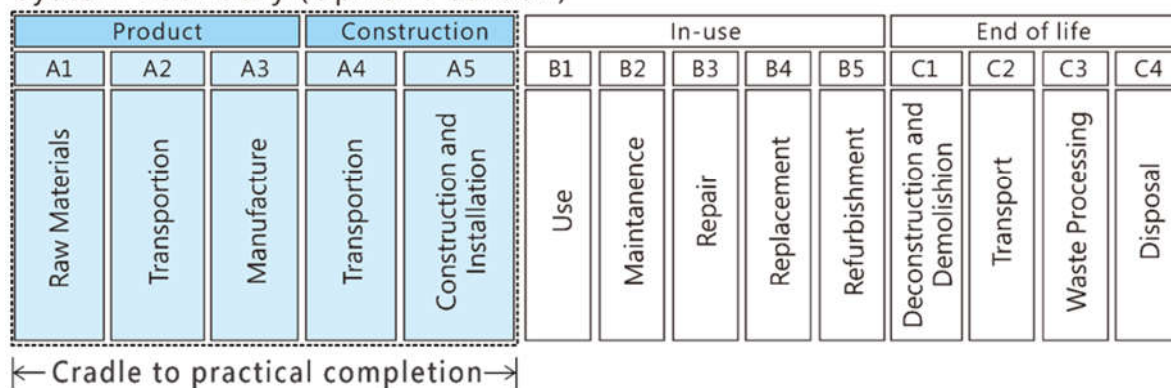 Product Construction In-use End of life
A1 A2 A3 A4 A5 B1 B2 B3 B4 B5 C1 C2 C3 C4
Raw Materials
Transportion
Manufacture
Transportion
Construction and
Installation
Use
Maintanence
Repair
Replacement
Refurbishment
Deconstruction and
Demolishion
Transport
Waste Processing
Disposal
Cradle to practical completion